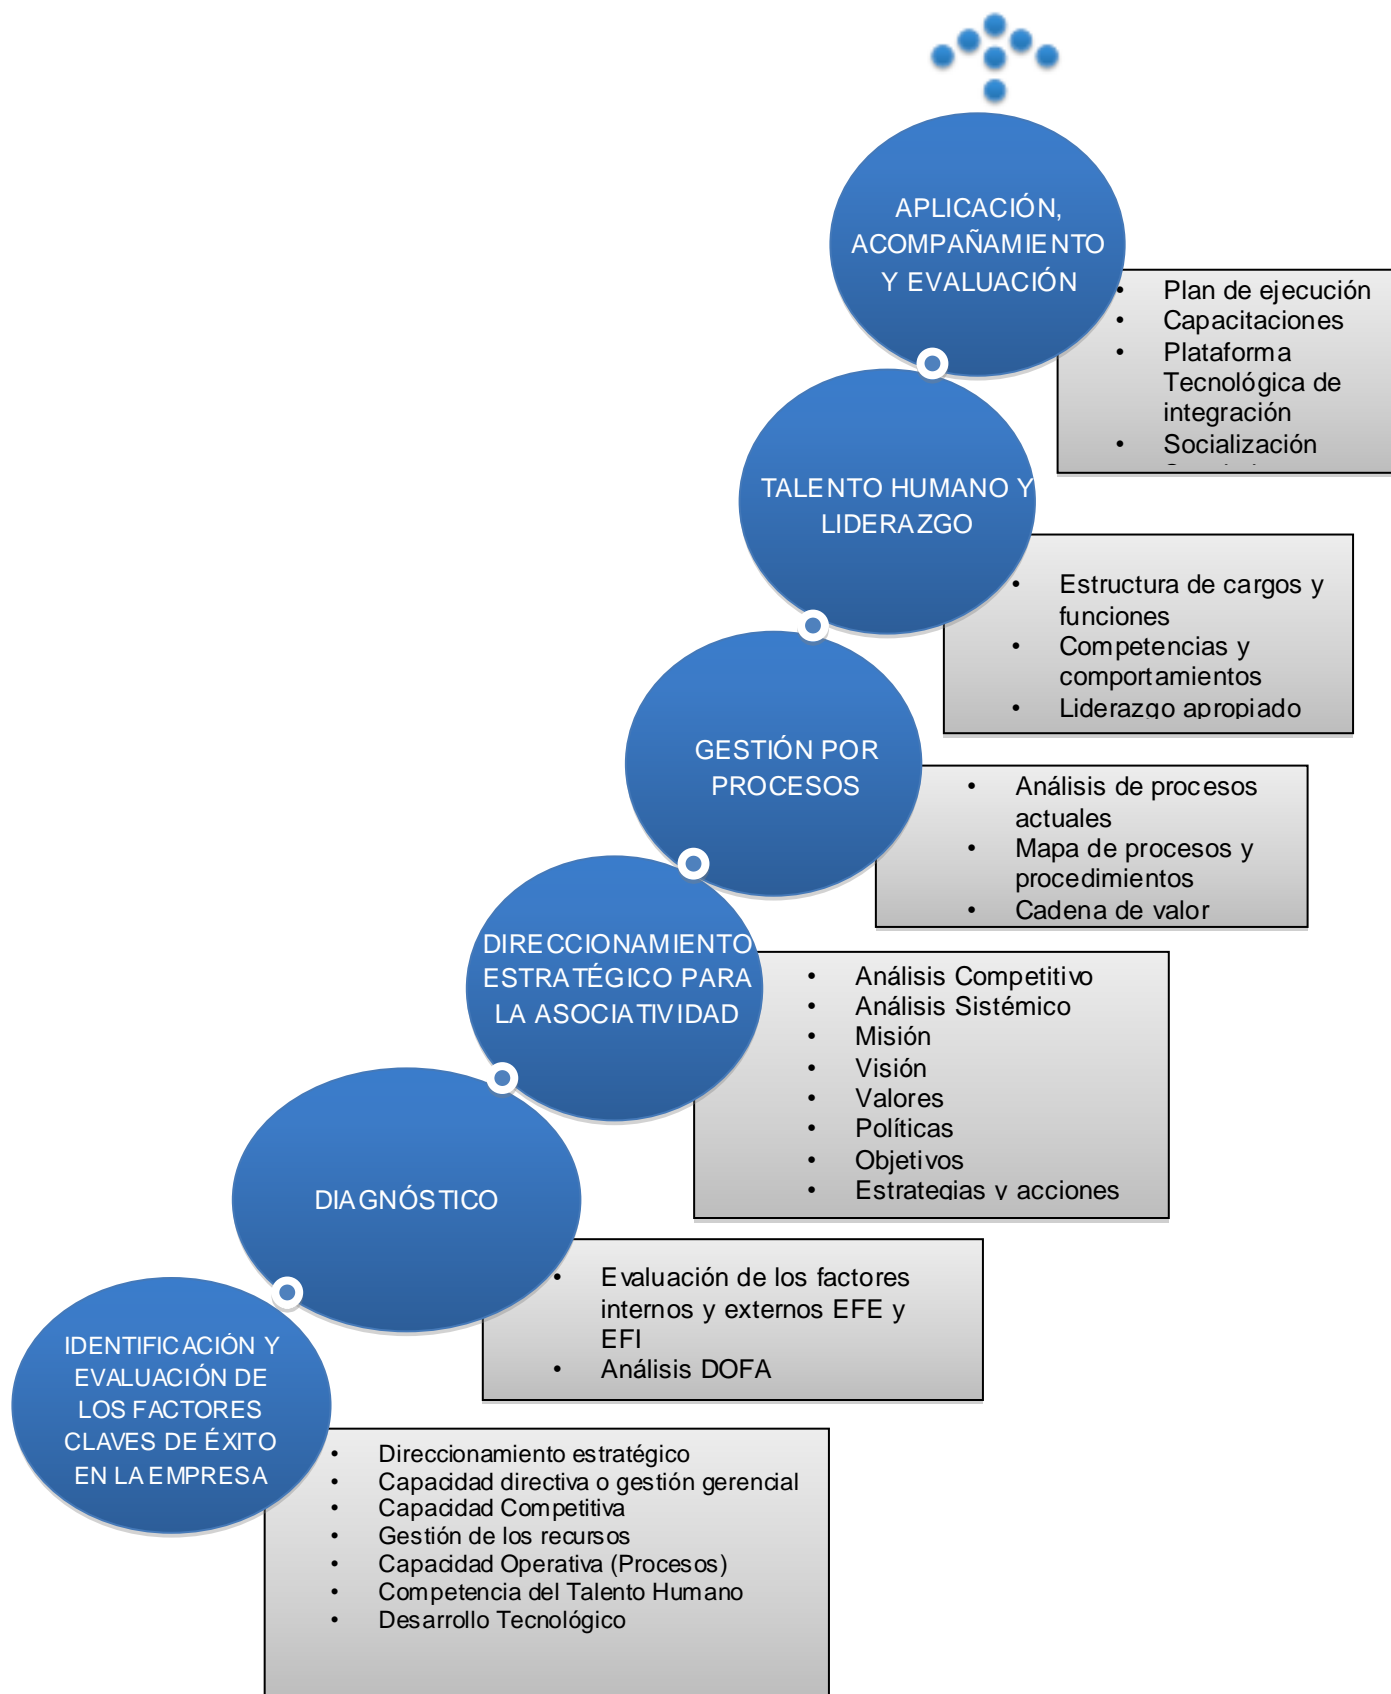 APLICACIÓN,
ACOMPAÑAMIENTO
Y EVALUACIÓN
• Plan de ejecución
• Capacitaciones
• Plataforma
Tecnológica de
integración
• Socialización
TALENTO HUMANO Y
LIDERAZGO
• Estructura de cargos y
funciones
• Competencias y
comportamientos
• Liderazgo apropiado
GESTIÓN POR
PROCESOS
• Análisis de procesos
actuales
• Mapa de procesos y
procedimientos
• Cadena de valor
DIRECCIONAMIENTO
ESTRATÉGICO PARA
LA ASOCIATIVIDAD
• Análisis Competitivo
• Análisis Sistémico
• Misión
• Visión
• Valores
• Políticas
• Objetivos
• Estrategias y acciones
DIAGNÓSTICO
• Evaluación de los factores
internos y externos EFE y
EFI
• Análisis DOFA
IDENTIFICACIÓN Y
EVALUACIÓN DE
LOS FACTORES
CLAVES DE ÉXITO
EN LA EMPRESA
• Direccionamiento estratégico
• Capacidad directiva o gestión gerencial
• Capacidad Competitiva
• Gestión de los recursos
• Capacidad Operativa (Procesos)
• Competencia del Talento Humano
• Desarrollo Tecnológico